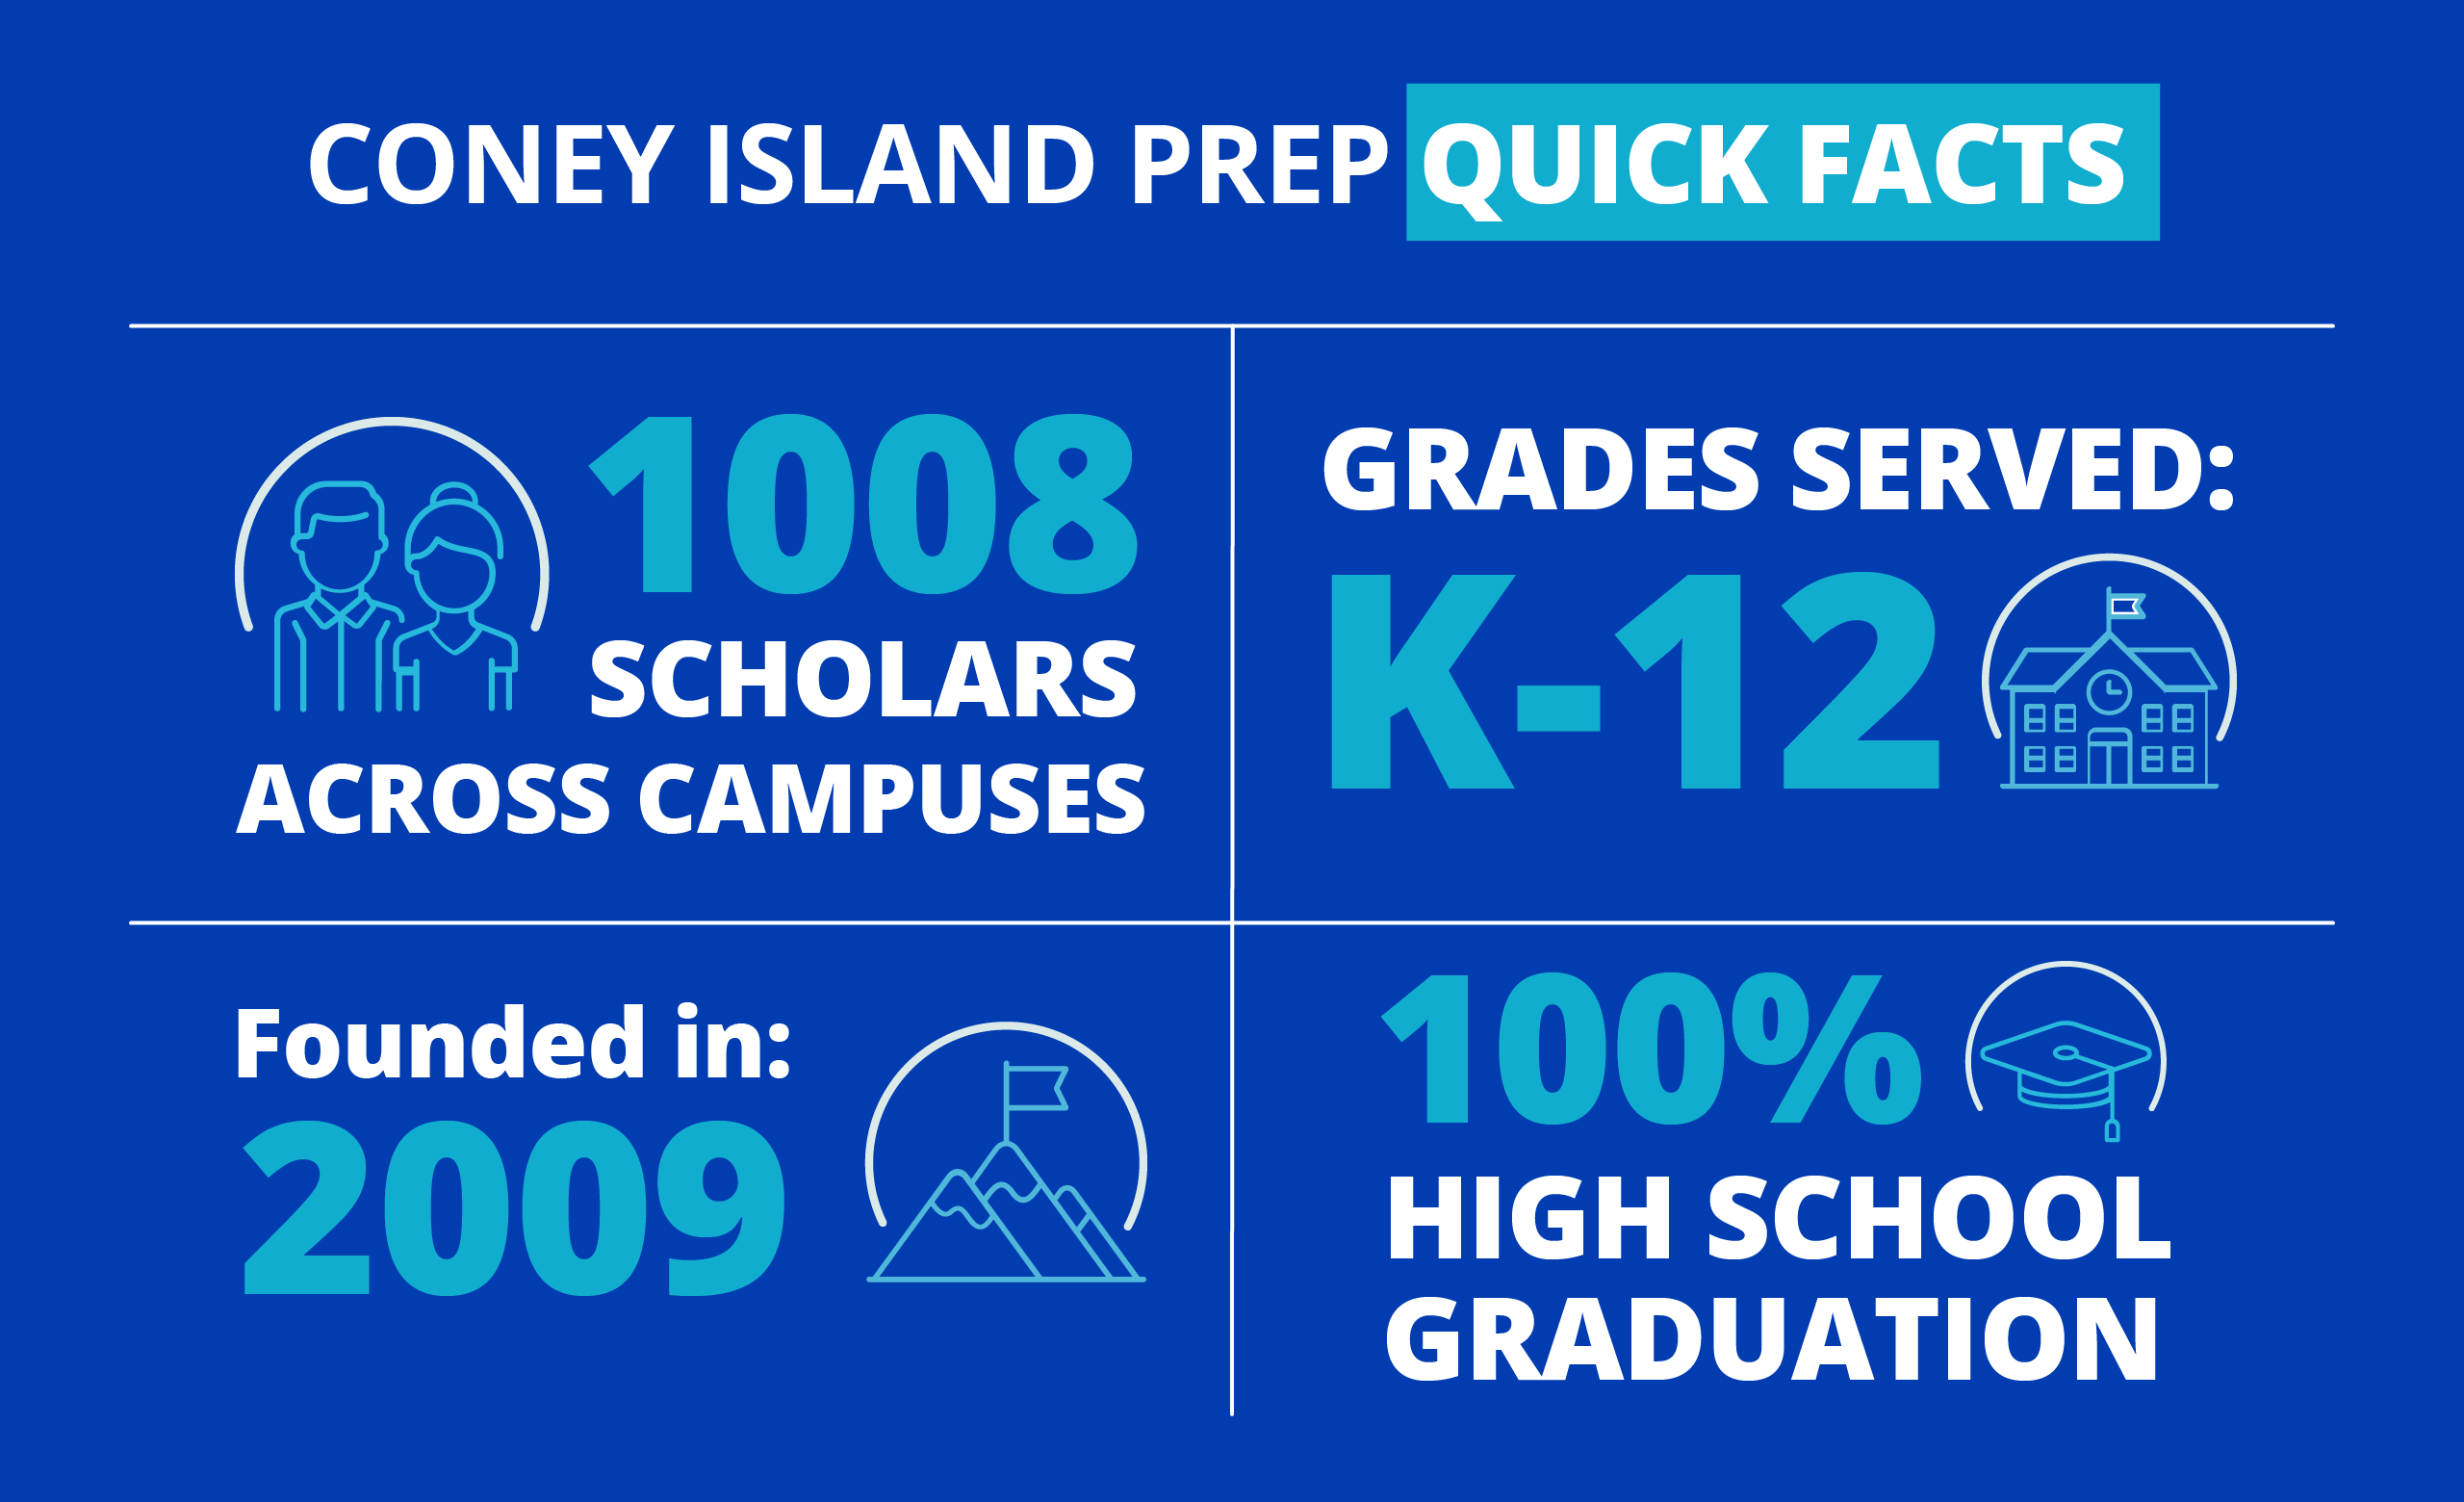 CONEY ISLAND PREP QUICK FACTS
1008
SCHOLARS
ACROSS CAMPUSES
GRADES SERVED:
K-12
Founded in:
2009
100%
HIGH SCHOOL
GRADUATION